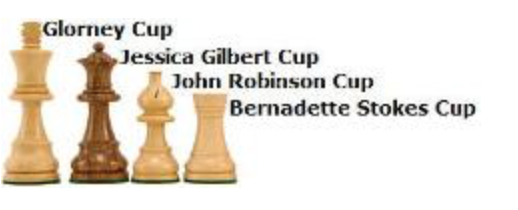 Glorney Cup
Jessica Gilbert Cup
John Robinson Cup
Bernadette Stokes Cup